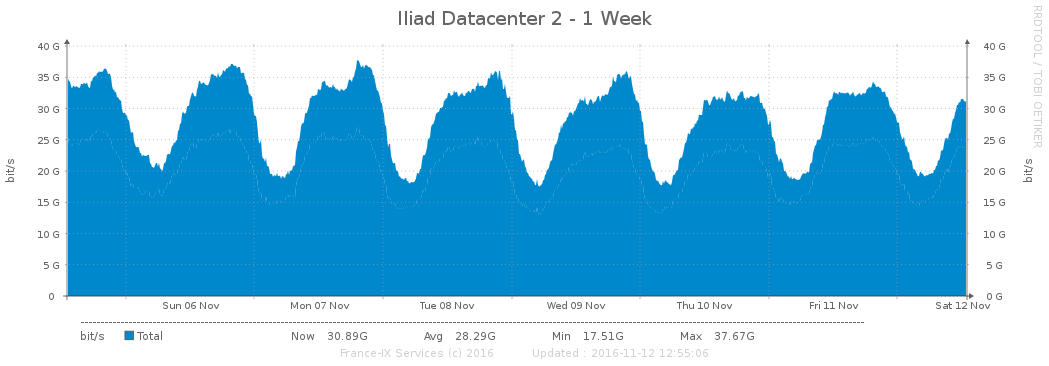 Iliad Datacenter 2 - 1 Week
RRDTOOL / TOBI OETIKER
40 G 40 G
35 G 35 G
30 G 30 G
25 G 25 G
20 G 20 G
15 G 15 G
10 G 10 G
5 G 5 G
0 0 G
bit/s bit/s
Sun 06 Nov Mon 07 Nov Tue 08 Nov Wed 09 Nov Thu 10 Nov Fri 11 Nov Sat 12 Nov
bit/s Total Now 30.89G Avg 28.29G Min 17.51G Max 37.67G
France-IX Services (c) 2016 Updated : 2016-11-12 12:55:06